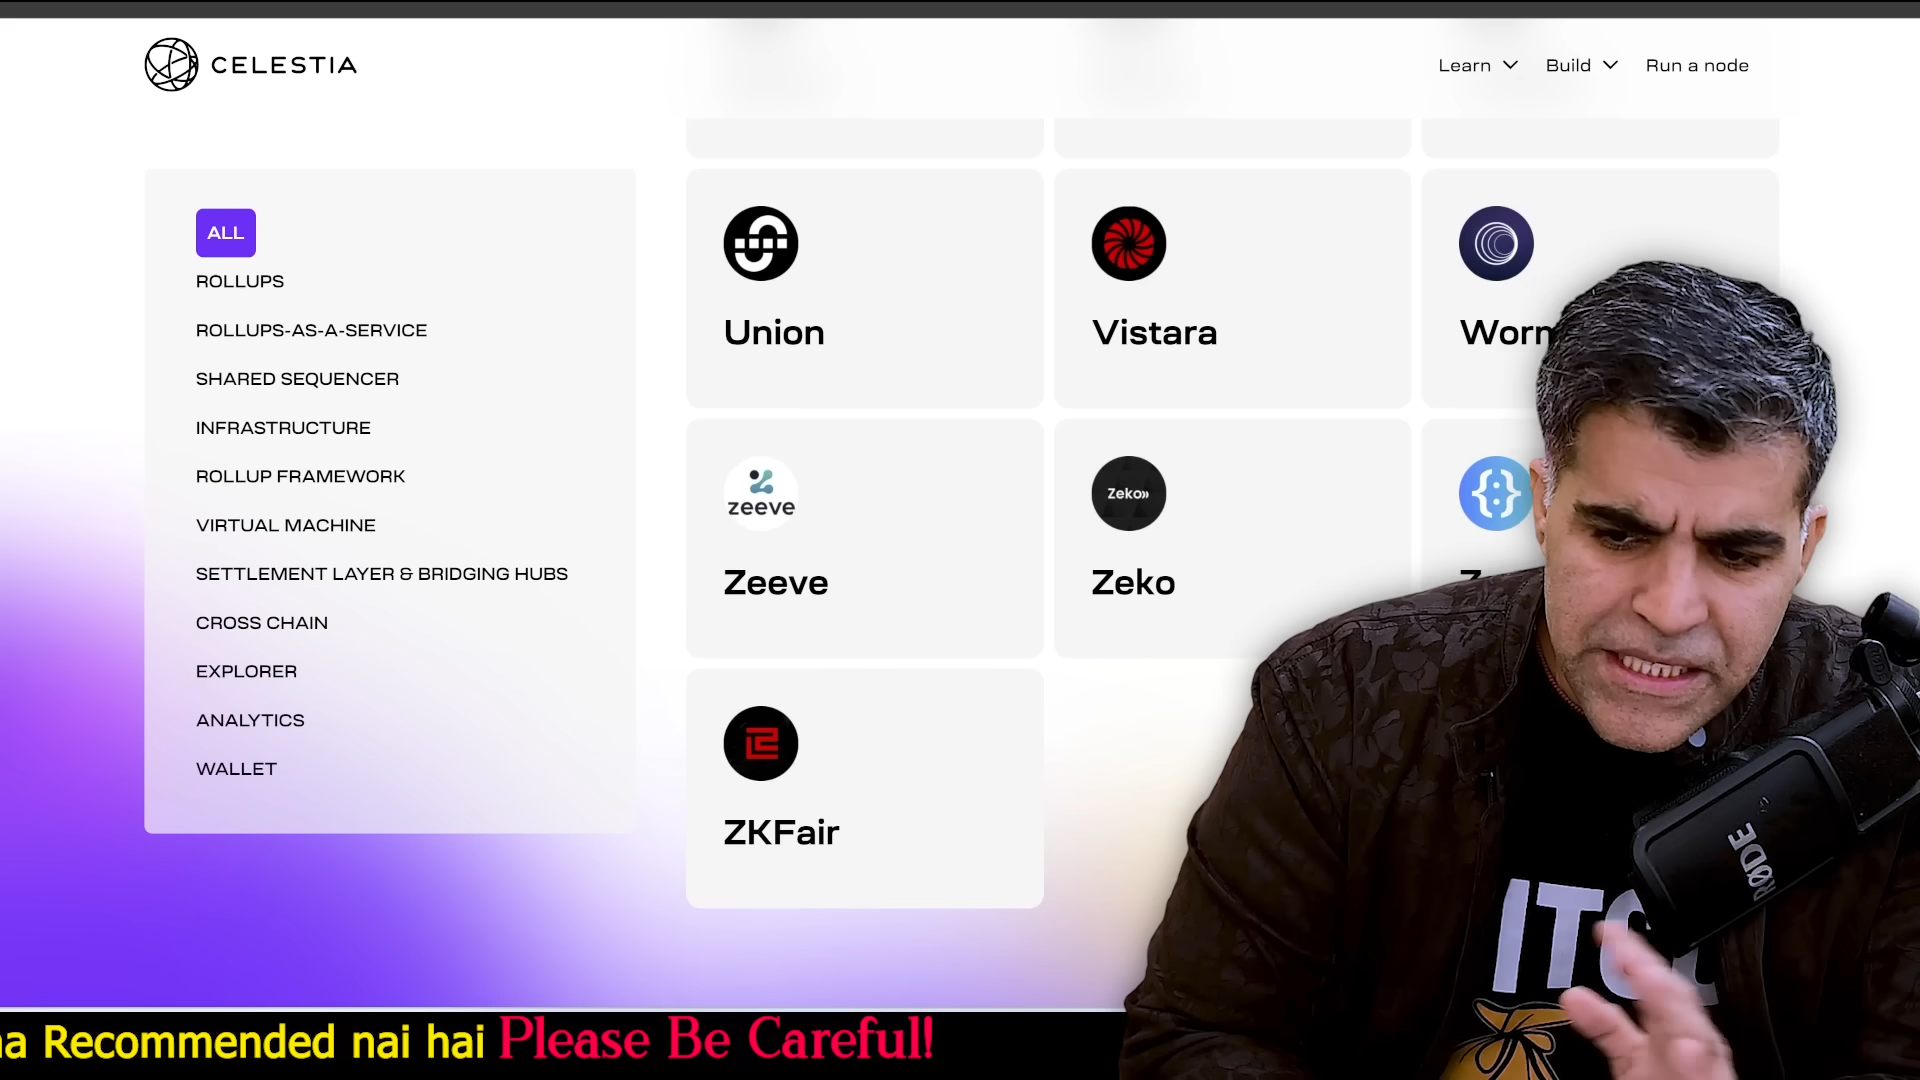 CELESTIA
Learn
Build
Run a node
ALL
ROLLUPS
ROLLUPS-AS-A-SERVICE
SHARED SEQUENCER
INFRASTRUCTURE
ROLLUP FRAMEWORK
VIRTUAL MACHINE
SETTLEMENT LAYER & BRIDGING HUBS
CROSS CHAIN
EXPLORER
ANALYTICS
WALLET
Union
Vistara
zeeve
Zeeve
Zeko
Zeko
ZKFair
RØDE
Recommended nai hai Please Be Careful!